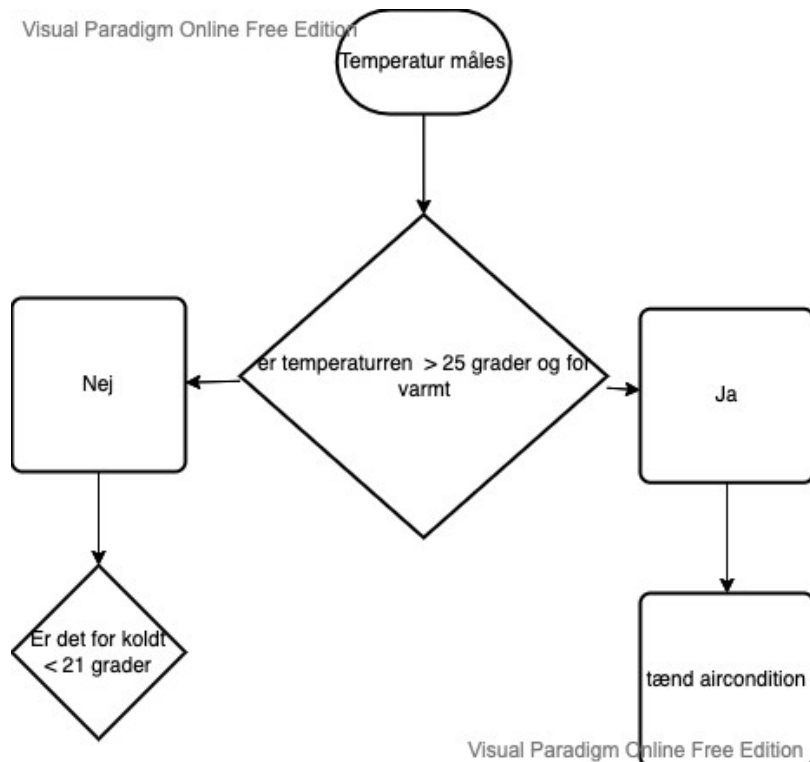 Visual Paradigm Online Free Edition
Temperatur måles
er temperaturren > 25 grader og for
varmt
Nej
Ja
Er det for koldt
< 21 grader
tænd aircondition
Visual Paradigm Online Free Edition